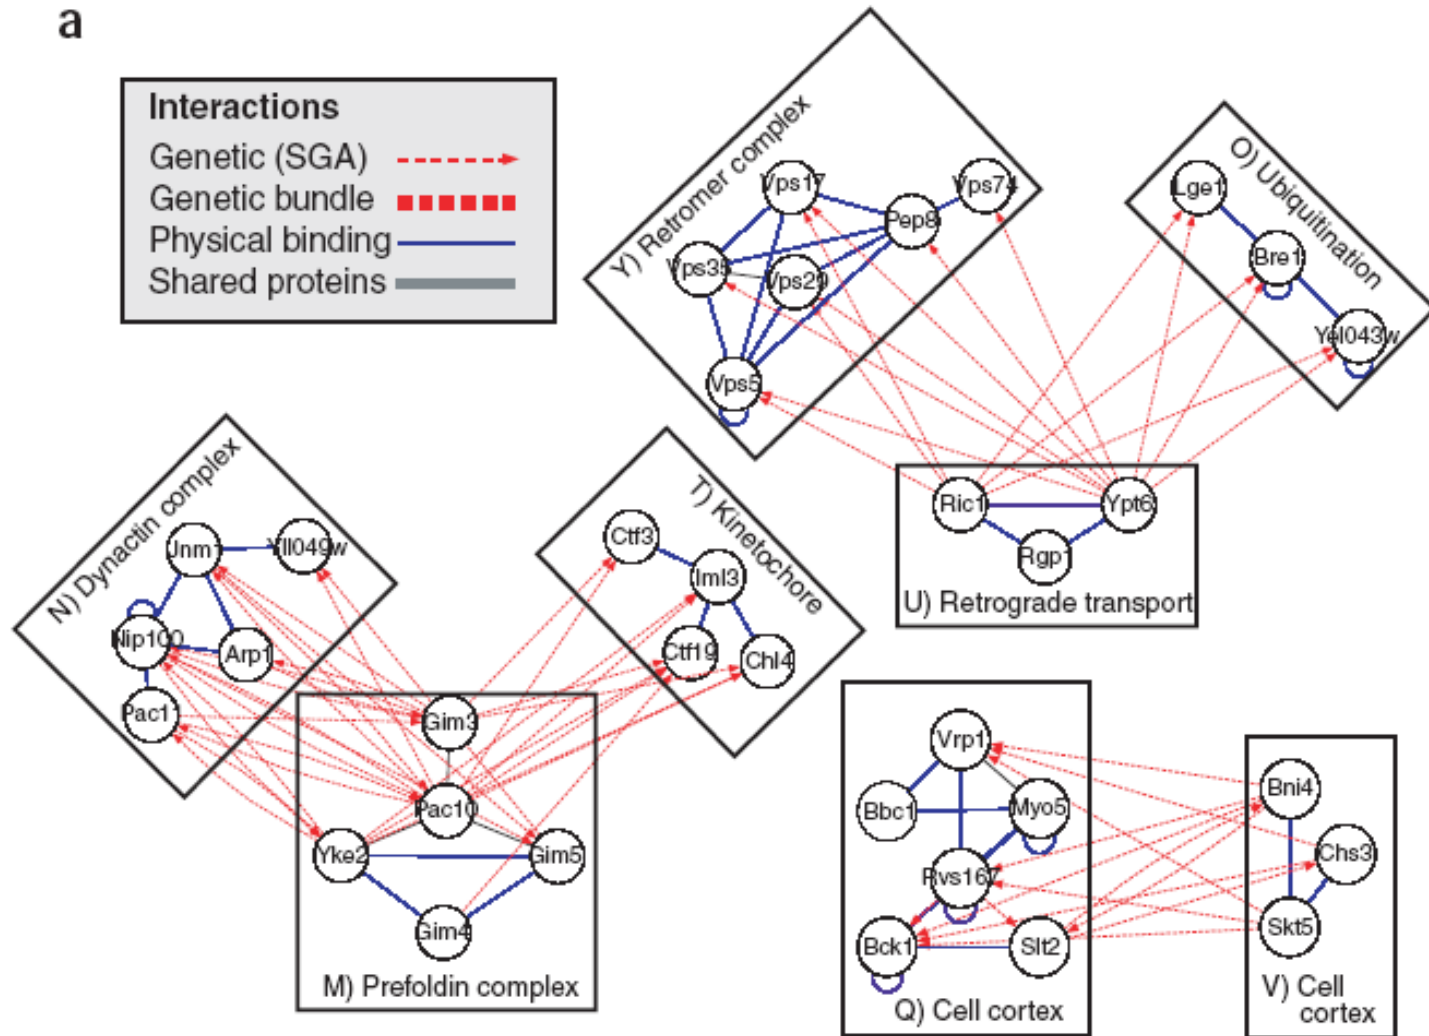 a
Interactions
Genetic (SGA)
Genetic bundle
Physical binding
Shared proteins
Y) Retromer complex
Vps17
Vps74
Pep8
Vps35
Vps29
Vps5
O) Ubiquitination
Lge1
Bre1
Yel043w
Ric1
Ypt6
Rgp1
U) Retrograde transport
N) Dynactin complex
Jnm1
Yll049w
Nip100
Arp1
Pac11
T) Kinetochore
Ctf3
Iml3
Ctf19
Chl4
Gim3
Pac10
Yke2
Gim5
Gim4
M) Prefoldin complex
Vrp1
Bbc1
Myo5
Rvs167
Bck1
Slt2
Q) Cell cortex
Bni4
Chs3
Skt5
V) Cell
cortex